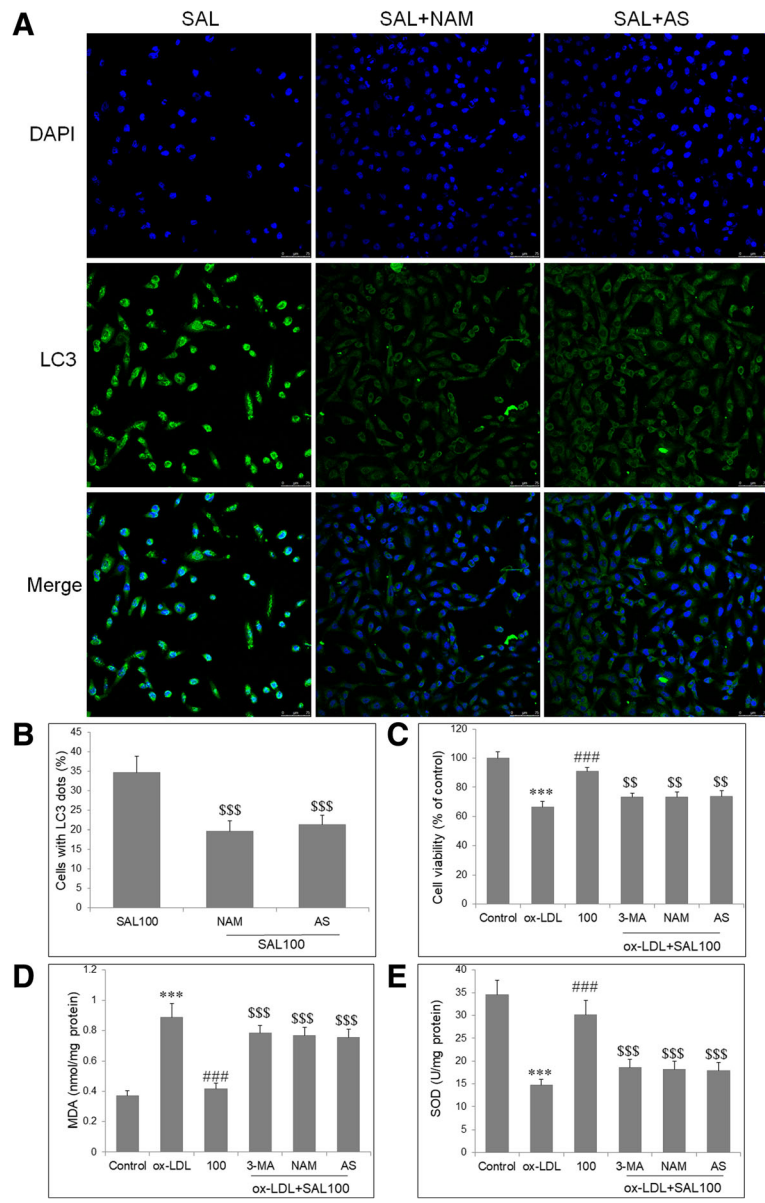 A
SAL SAL+NAM SAL+AS
DAPI
LC3
Merge
B
Cells with LC3 dots (%)
45
40
35
30
25
20
15
10
5
0
$$$ $$$
SAL100 NAM AS
SAL100
C
Cell viability (% of control)
120
100
80
60
40
20
0
*** ### $$ $$ $$
Control ox-LDL 100 3-MA NAM AS
ox-LDL+SAL100
D
MDA (nmol/mg protein)
1.2
1
0.8
0.6
0.4
0.2
0
*** ### $$$ $$$ $$$
Control ox-LDL 100 3-MA NAM AS
ox-LDL+SAL100
E
SOD (U/mg protein)
40
35
30
25
20
15
10
5
0
*** ### $$$ $$$ $$$
Control ox-LDL 100 3-MA NAM AS
ox-LDL+SAL100